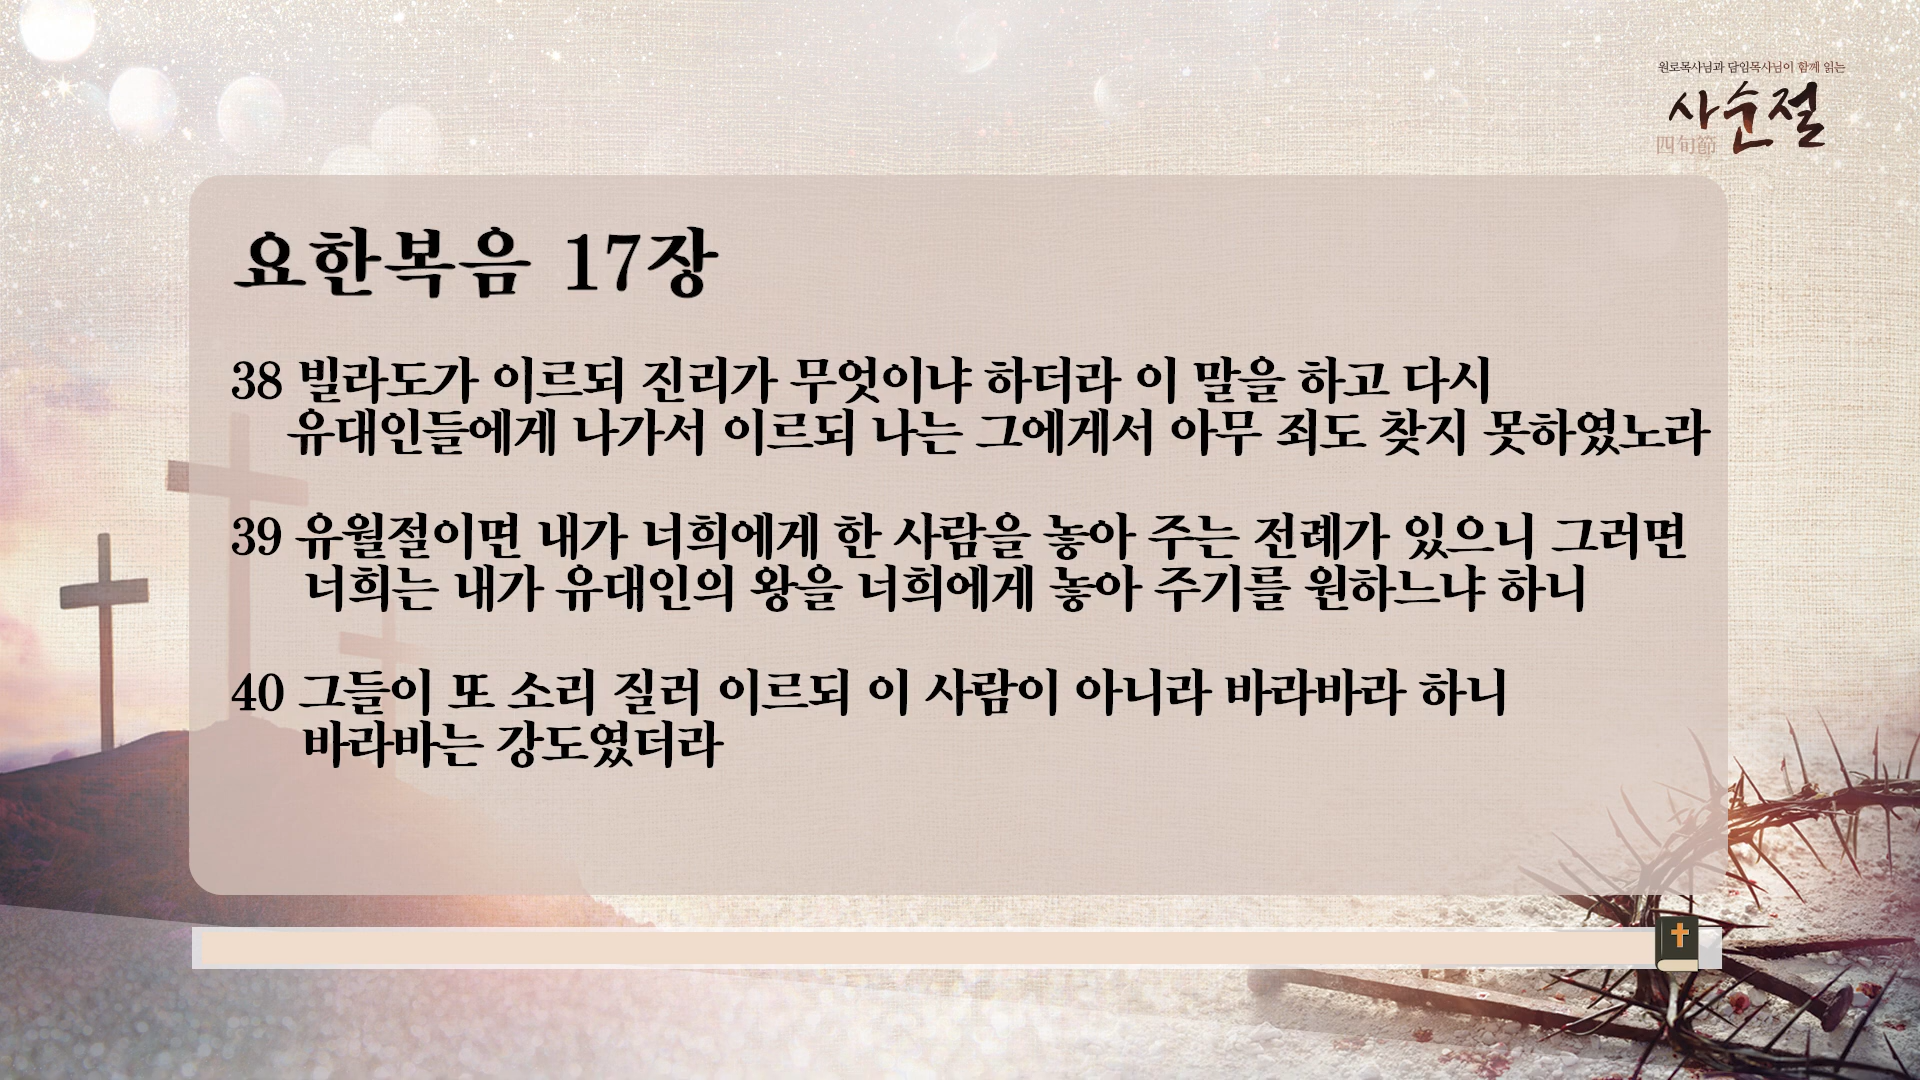 원로목사님과 담임목사님이 함께 읽는
사순절
四旬節
요한복음 17장
38 빌라도가 이르되 진리가 무엇이냐 하더라 이 말을 하고 다시
유대인들에게 나가서 이르되 나는 그에게서 아무 죄도 찾지 못하였노라
39 유월절이면 내가 너희에게 한 사람을 놓아 주는 전례가 있으니 그러면
너희는 내가 유대인의 왕을 너희에게 놓아 주기를 원하느냐 하니
40 그들이 또 소리 질러 이르되 이 사람이 아니라 바라바라 하니
바라바는 강도였더라